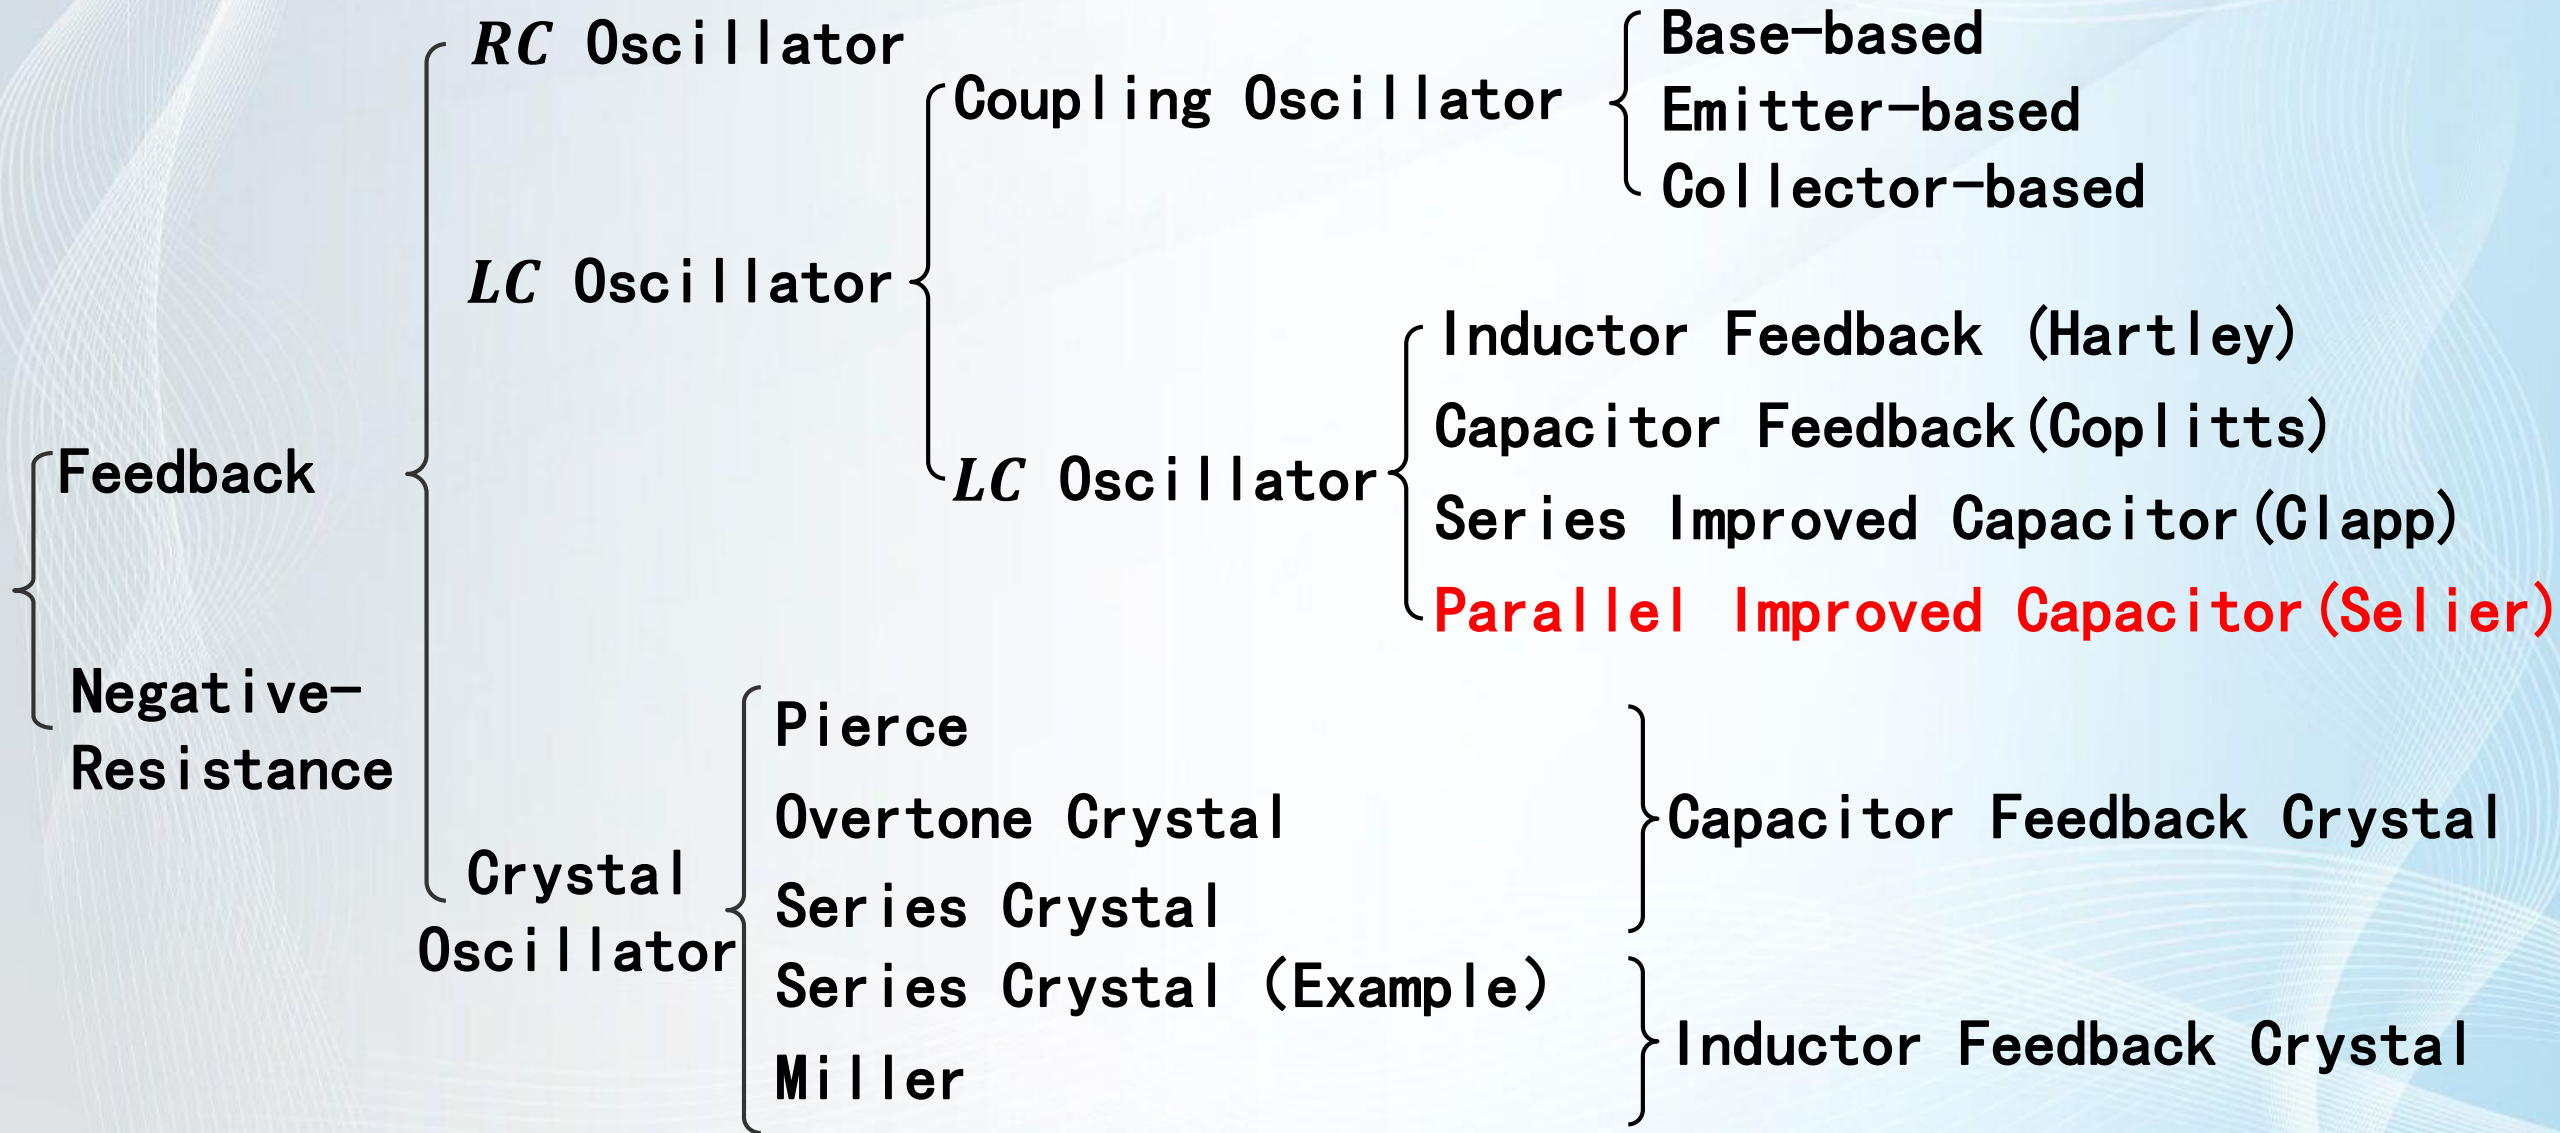 RC Oscillator
Coupling Oscillator
Base-based
Emitter-based
Collector-based
LC Oscillator
LC Oscillator
Inductor Feedback (Hartley)
Capacitor Feedback(Coplitts)
Series Improved Capacitor(Clapp)
Parallel Improved Capacitor(Selier)
Feedback
Negative-
Resistance
Crystal
Oscillator
Pierce
Overtone Crystal
Series Crystal
Series Crystal (Example)
Miller
Capacitor Feedback Crystal
Inductor Feedback Crystal